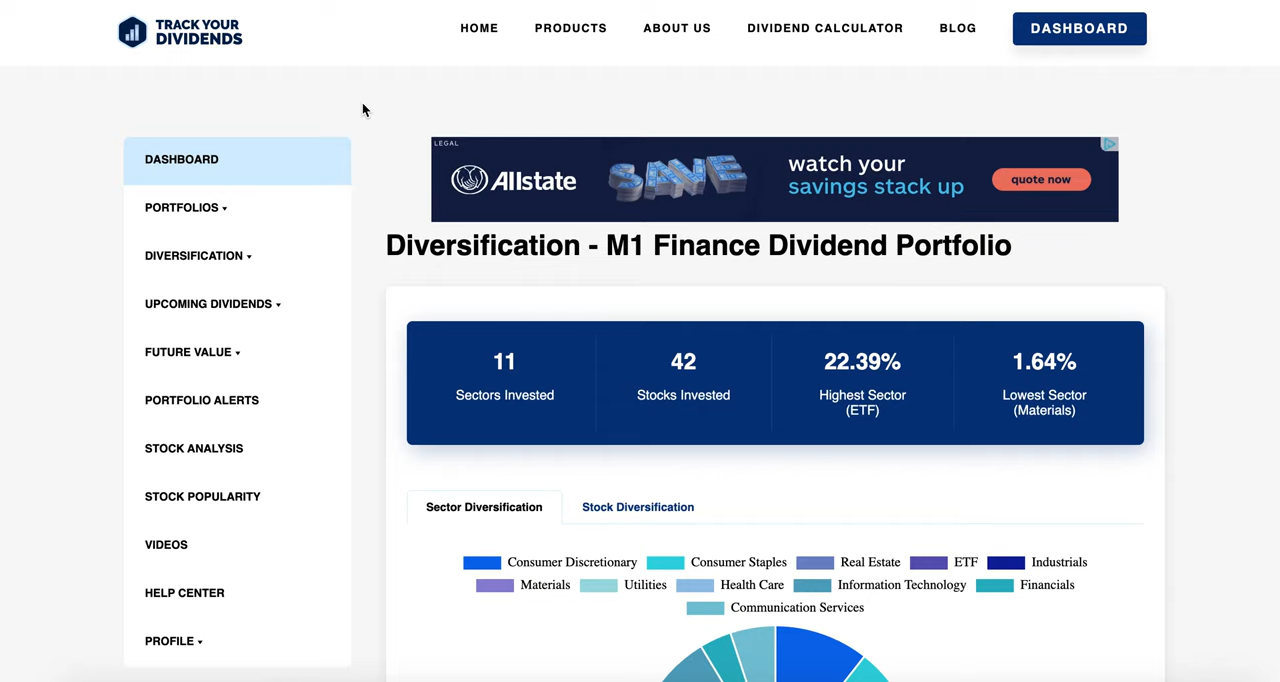 TRACK YOUR
DIVIDENDS
HOME PRODUCTS ABOUT US DIVIDEND CALCULATOR BLOG DASHBOARD
DASHBOARD
PORTFOLIOS
DIVERSIFICATION
UPCOMING DIVIDENDS
FUTURE VALUE
PORTFOLIO ALERTS
STOCK ANALYSIS
STOCK POPULARITY
VIDEOS
HELP CENTER
PROFILE
LEGAL
Allstate
SAVE
watch your
savings stack up
quote now
Diversification - M1 Finance Dividend Portfolio
11
Sectors Invested
42
Stocks Invested
22.39%
Highest Sector
(ETF)
1.64%
Lowest Sector
(Materials)
Sector Diversification Stock Diversification
Consumer Discretionary Consumer Staples Real Estate ETF Industrials
Materials Utilities Health Care Information Technology Financials
Communication Services